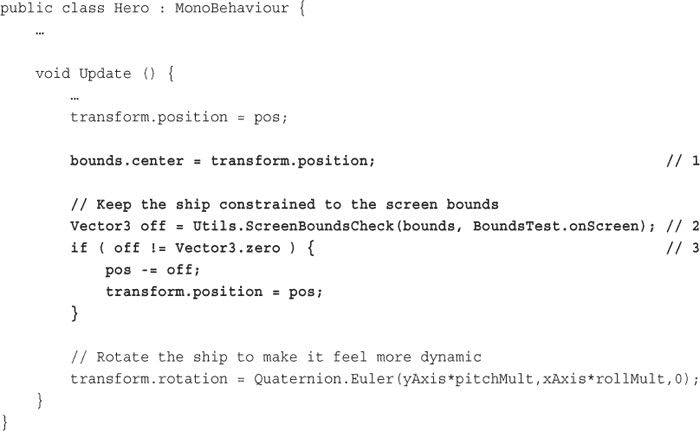 public class Hero : MonoBehaviour {
    …
    void Update () {
        …
        transform.position = pos;
        bounds.center = transform.position;                                 // 1
        // Keep the ship constrained to the screen bounds
        Vector3 off = Utils.ScreenBoundsCheck(bounds, BoundsTest.onScreen); // 2
        if ( off != Vector3.zero ) {                                        // 3
            pos -= off;
            transform.position = pos;
        }
        // Rotate the ship to make it feel more dynamic
        transform.rotation = Quaternion.Euler(yAxis*pitchMult,xAxis*rollMult,0);
    }
}